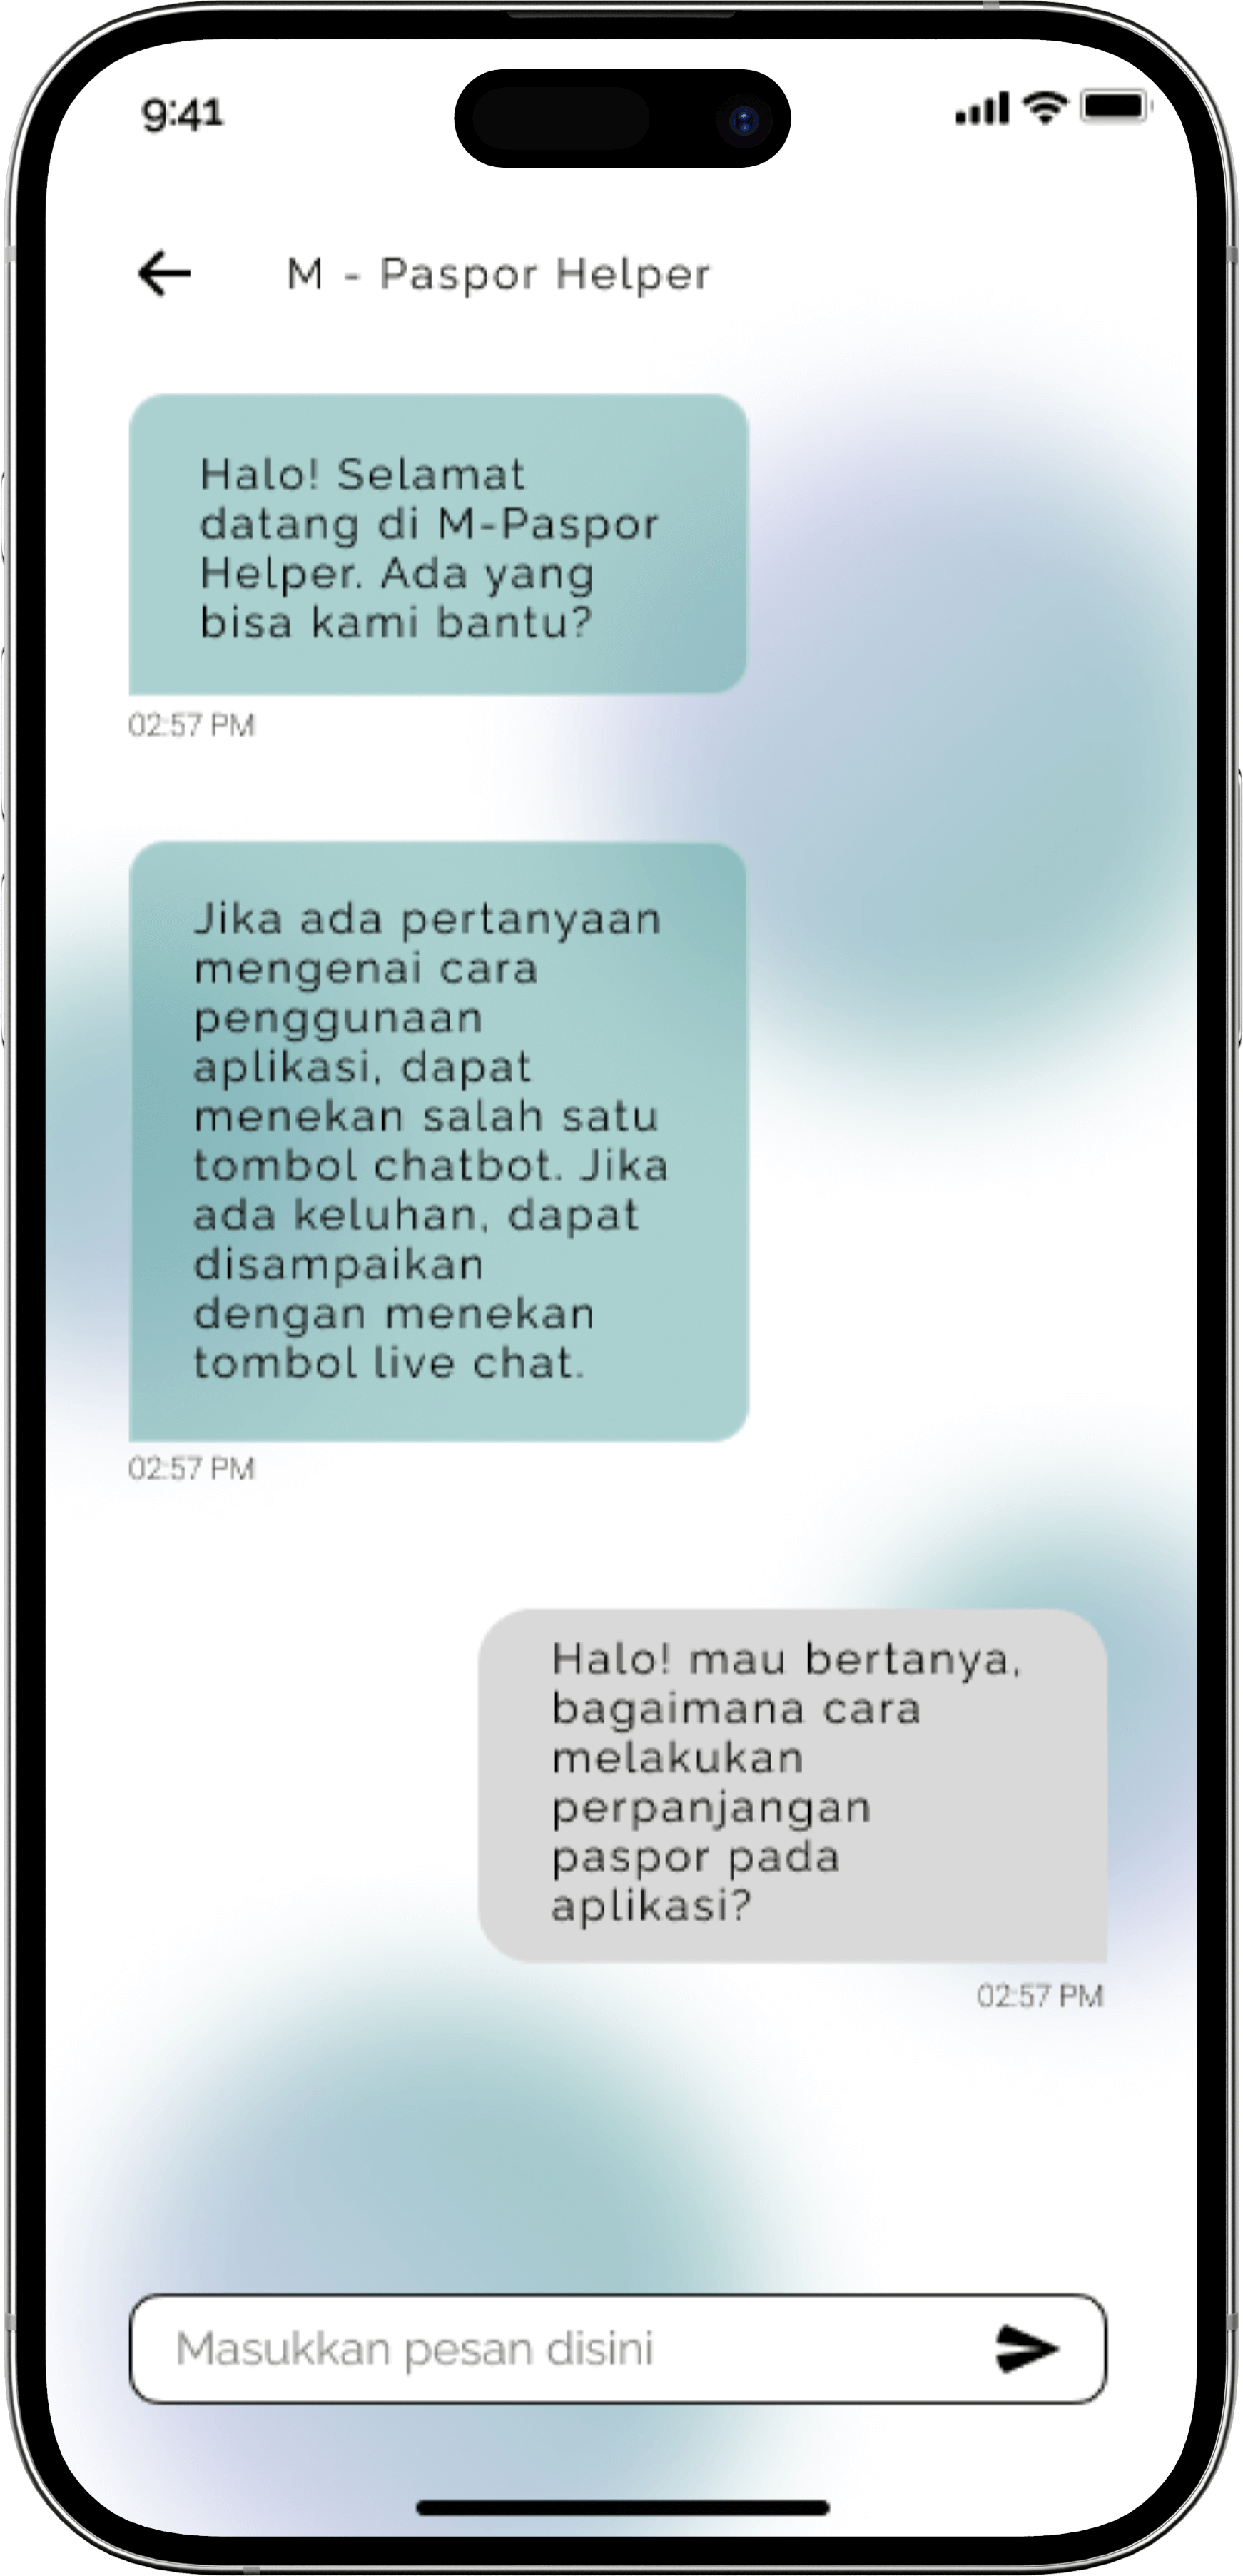 9:41
M - Paspor Helper
Halo! Selamat
datang di M-Paspor
Helper. Ada yang
bisa kami bantu?
02:57 PM
Jika ada pertanyaan
mengenai cara
penggunaan
aplikasi, dapat
menekan salah satu
tombol chatbot. Jika
ada keluhan, dapat
disampaikan
dengan menekan
tombol live chat.
02:57 PM
Halo! mau bertanya,
bagaimana cara
melakukan
perpanjangan
paspor pada
aplikasi?
02:57 PM
Masukkan pesan disini